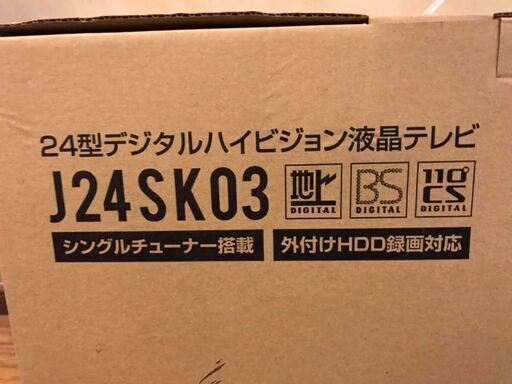 24型デジタルハイビジョン液晶テレビ
J24SK03
地上 DIGITAL
BS DIGITAL
110° CS DIGITAL
シングルチューナー搭載
外付けHDD録画対応